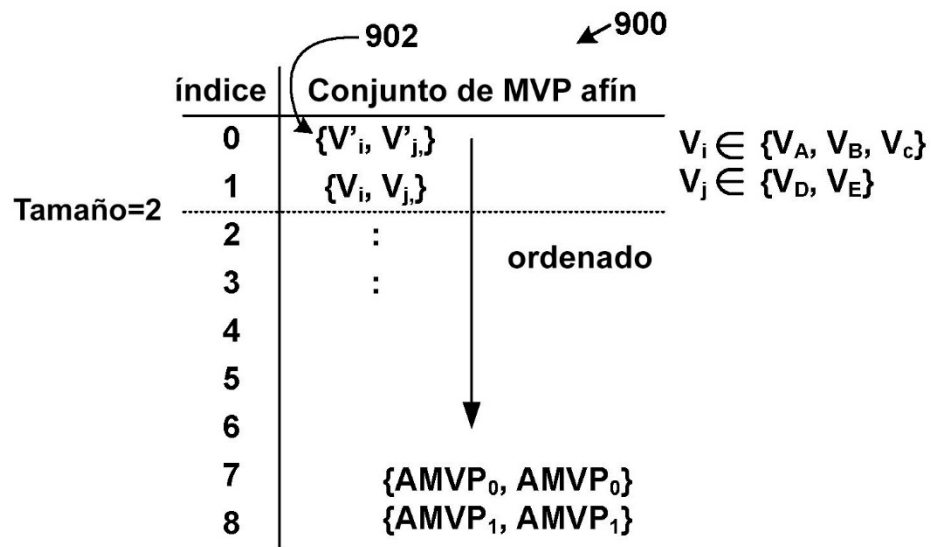 902
900
índice Conjunto de MVP afín
0 {V'i, V'j,} Vi ∈ {VA, VB, Vc}
1 {Vi, Vj,} Vj ∈ {VD, VE}
Tamaño=2
2 :
ordenado
3 :
4
5
6
7 {AMVP0, AMVP0}
8 {AMVP1, AMVP1}